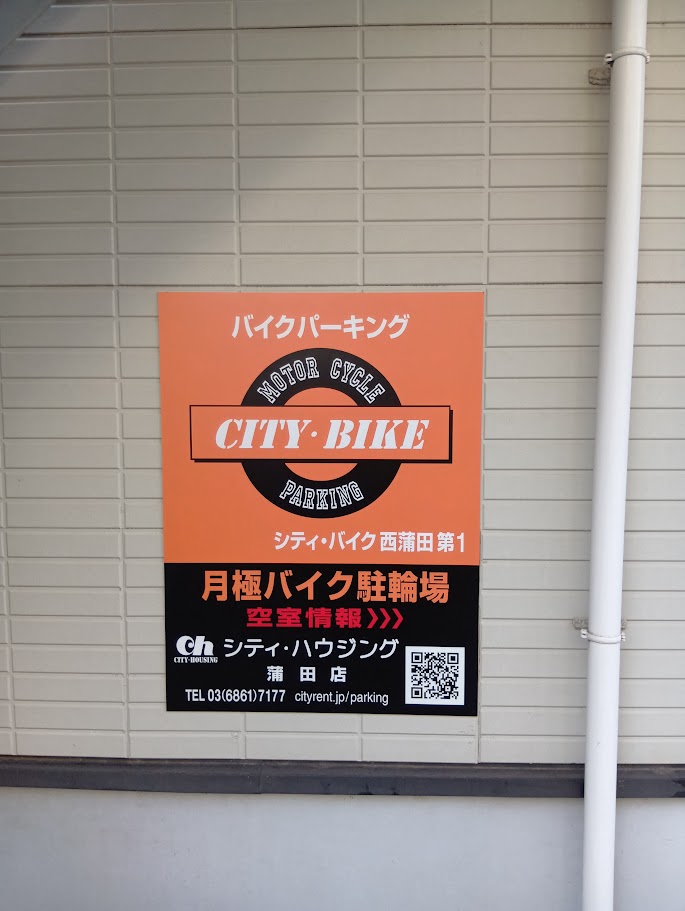 バイクパーキング
MOTOR CYCLE
CITY・BIKE
PARKING
シティ・バイク西蒲田第1
月極バイク駐輪場
空室情報>>>
ch シティ・ハウジング
CITY-HOUSING
蒲田店
TEL 03(6861)7177 cityrent.jp/parking